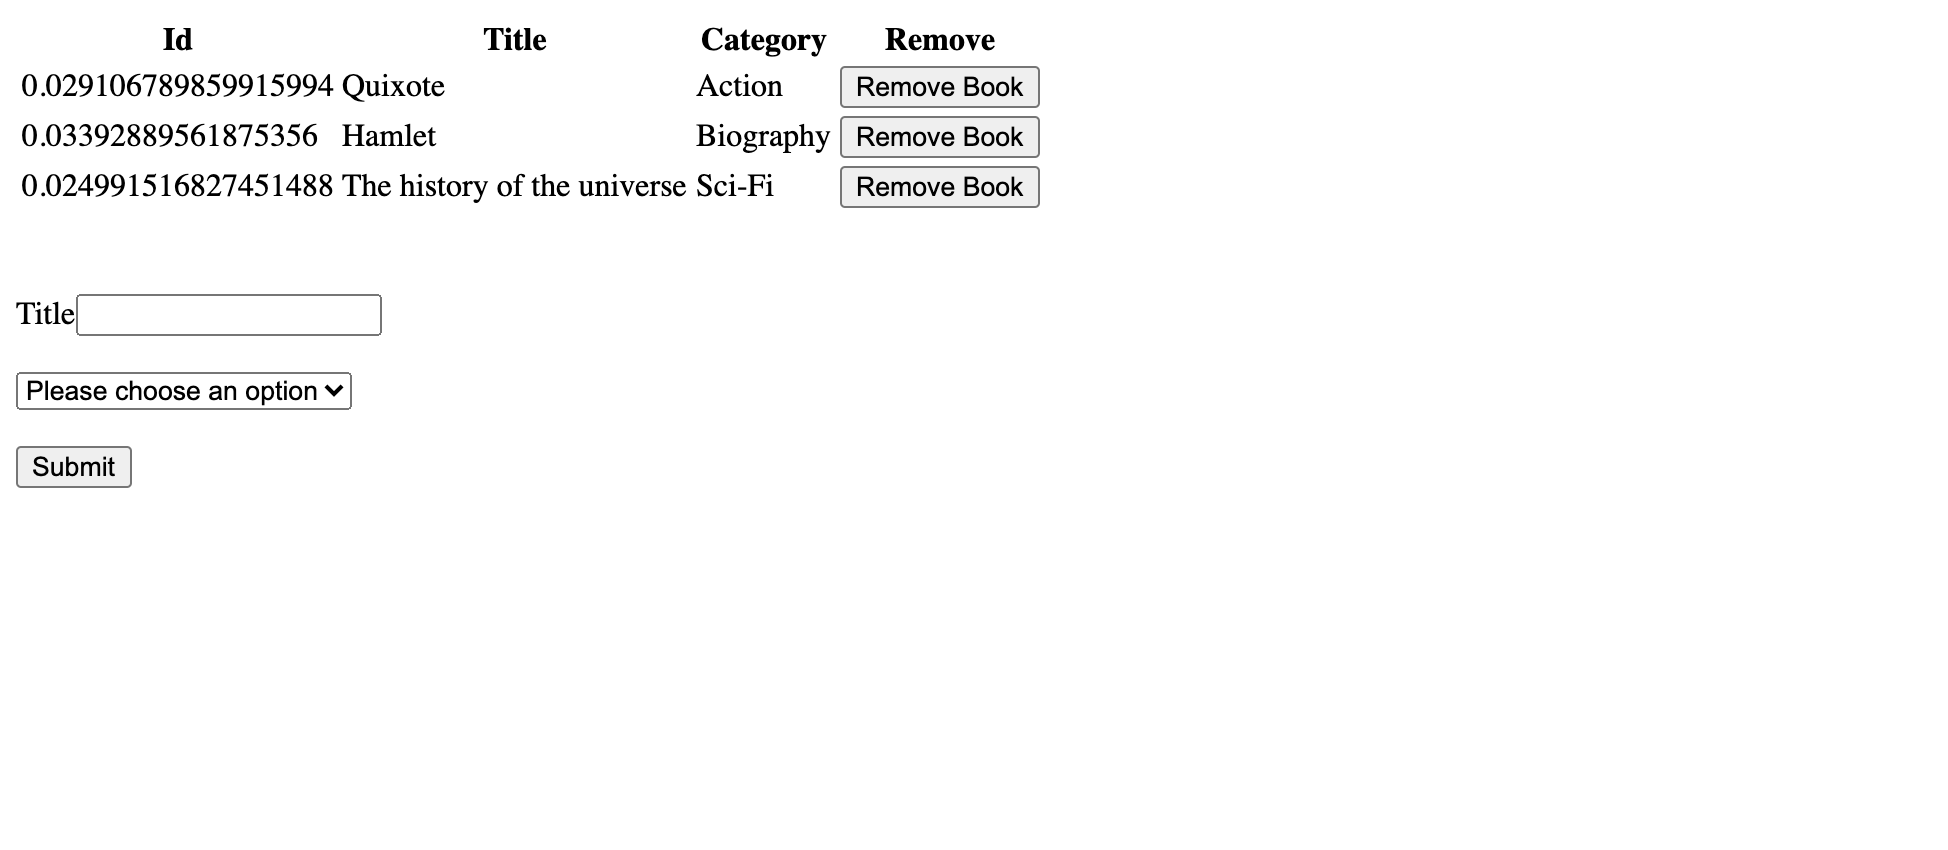 Id Title Category Remove
0.029106789859915994 Quixote Action Remove Book
0.03392889561875356 Hamlet Biography Remove Book
0.024991516827451488 The history of the universe Sci-Fi Remove Book
Title
Please choose an option
Submit